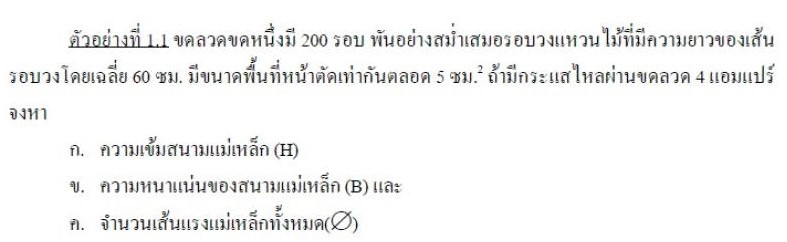 ตัวอย่างที่ 1.1 ขดลวดขดหนึ่งมี 200 รอบ พันอย่างสม่ำเสมอรอบวงแหวนไม้ที่มีความยาวของเส้น
รอบวงโดยเฉลี่ย 60 ซม. มีขนาดพื้นที่หน้าตัดเท่ากันตลอด 5 ซม.² ถ้ามีกระแสไหลผ่านขดลวด 4 แอมแปร์
จงหา
ก. ความเข้มสนามแม่เหล็ก (H)
ข. ความหนาแน่นของสนามแม่เหล็ก (B) และ
ค. จำนวนเส้นแรงแม่เหล็กทั้งหมด(∅)